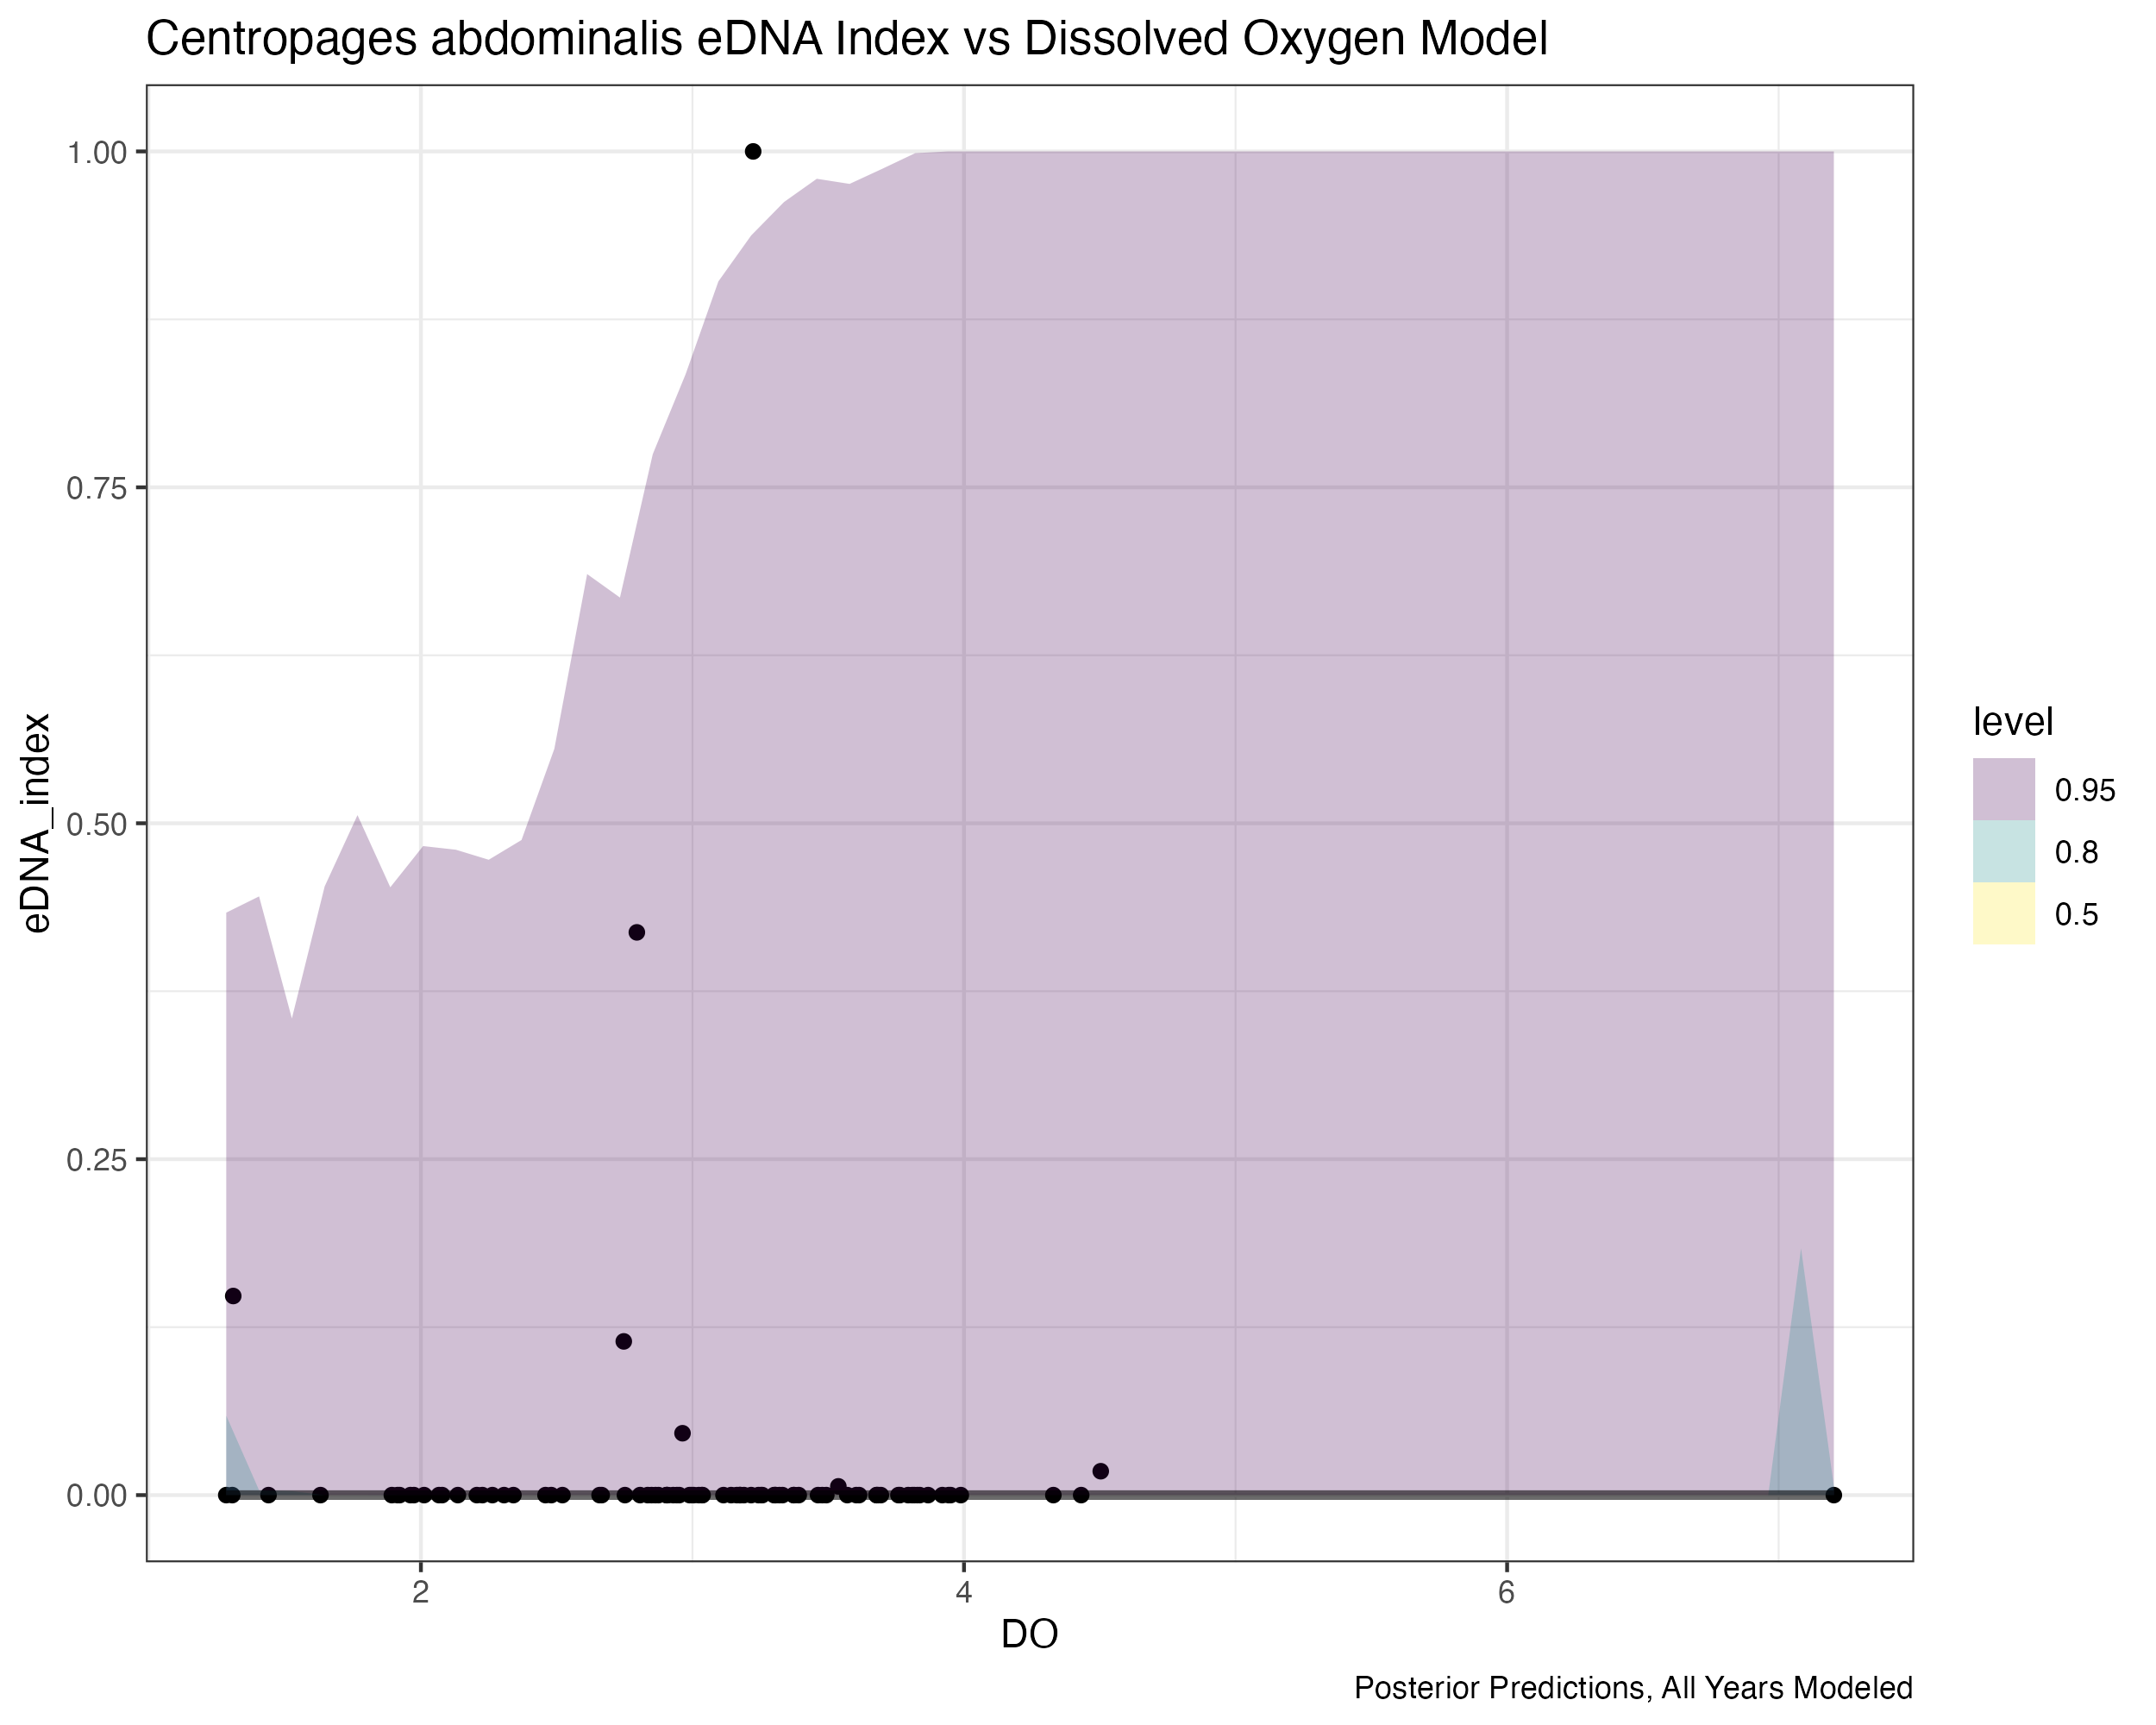 Centropages abdominalis eDNA Index vs Dissolved Oxygen Model
1.00
0.75
0.50
0.25
0.00
eDNA_index
2 4 6
DO
level
0.95
0.8
0.5
Posterior Predictions, All Years Modeled